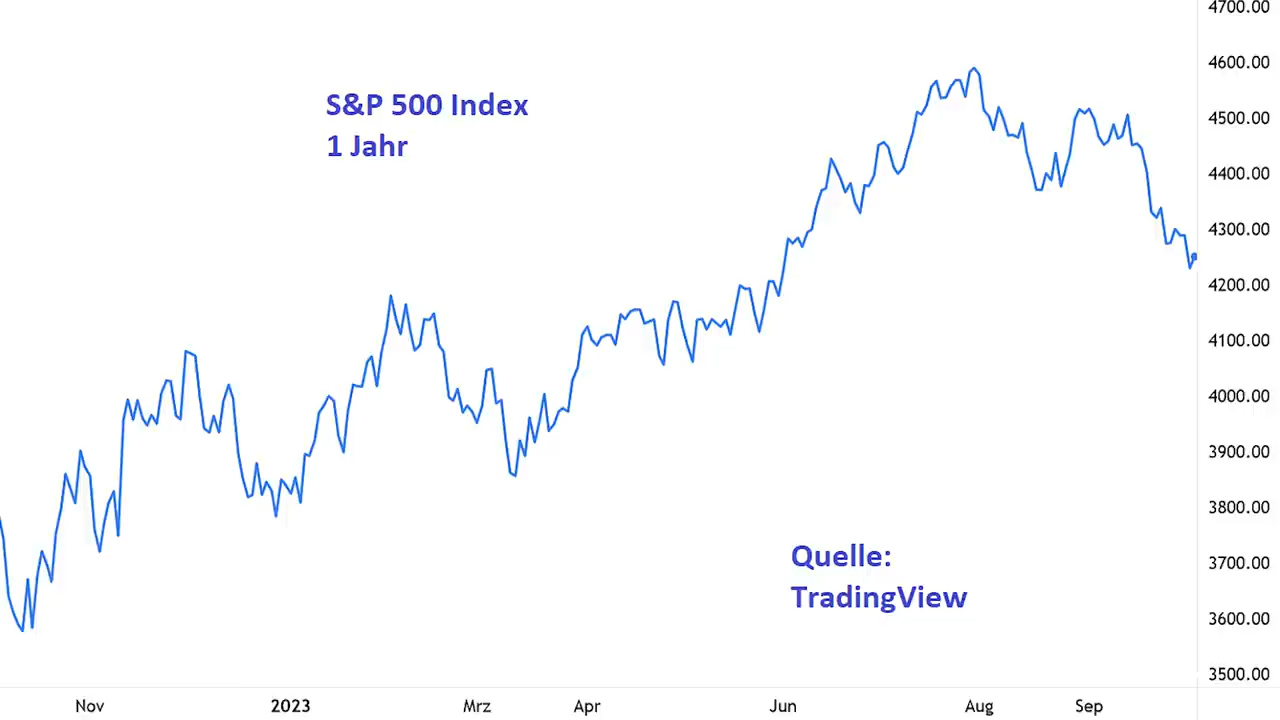 4700.00
4600.00
S&P 500 Index
4500.00
1 Jahr
4400.00
4300.00
4200.00
4100.00
4000.00
3900.00
3800.00
Quelle:
3700.00
TradingView
3600.00
3500.00
Nov 2023 Mrz Apr Jun Aug Sep